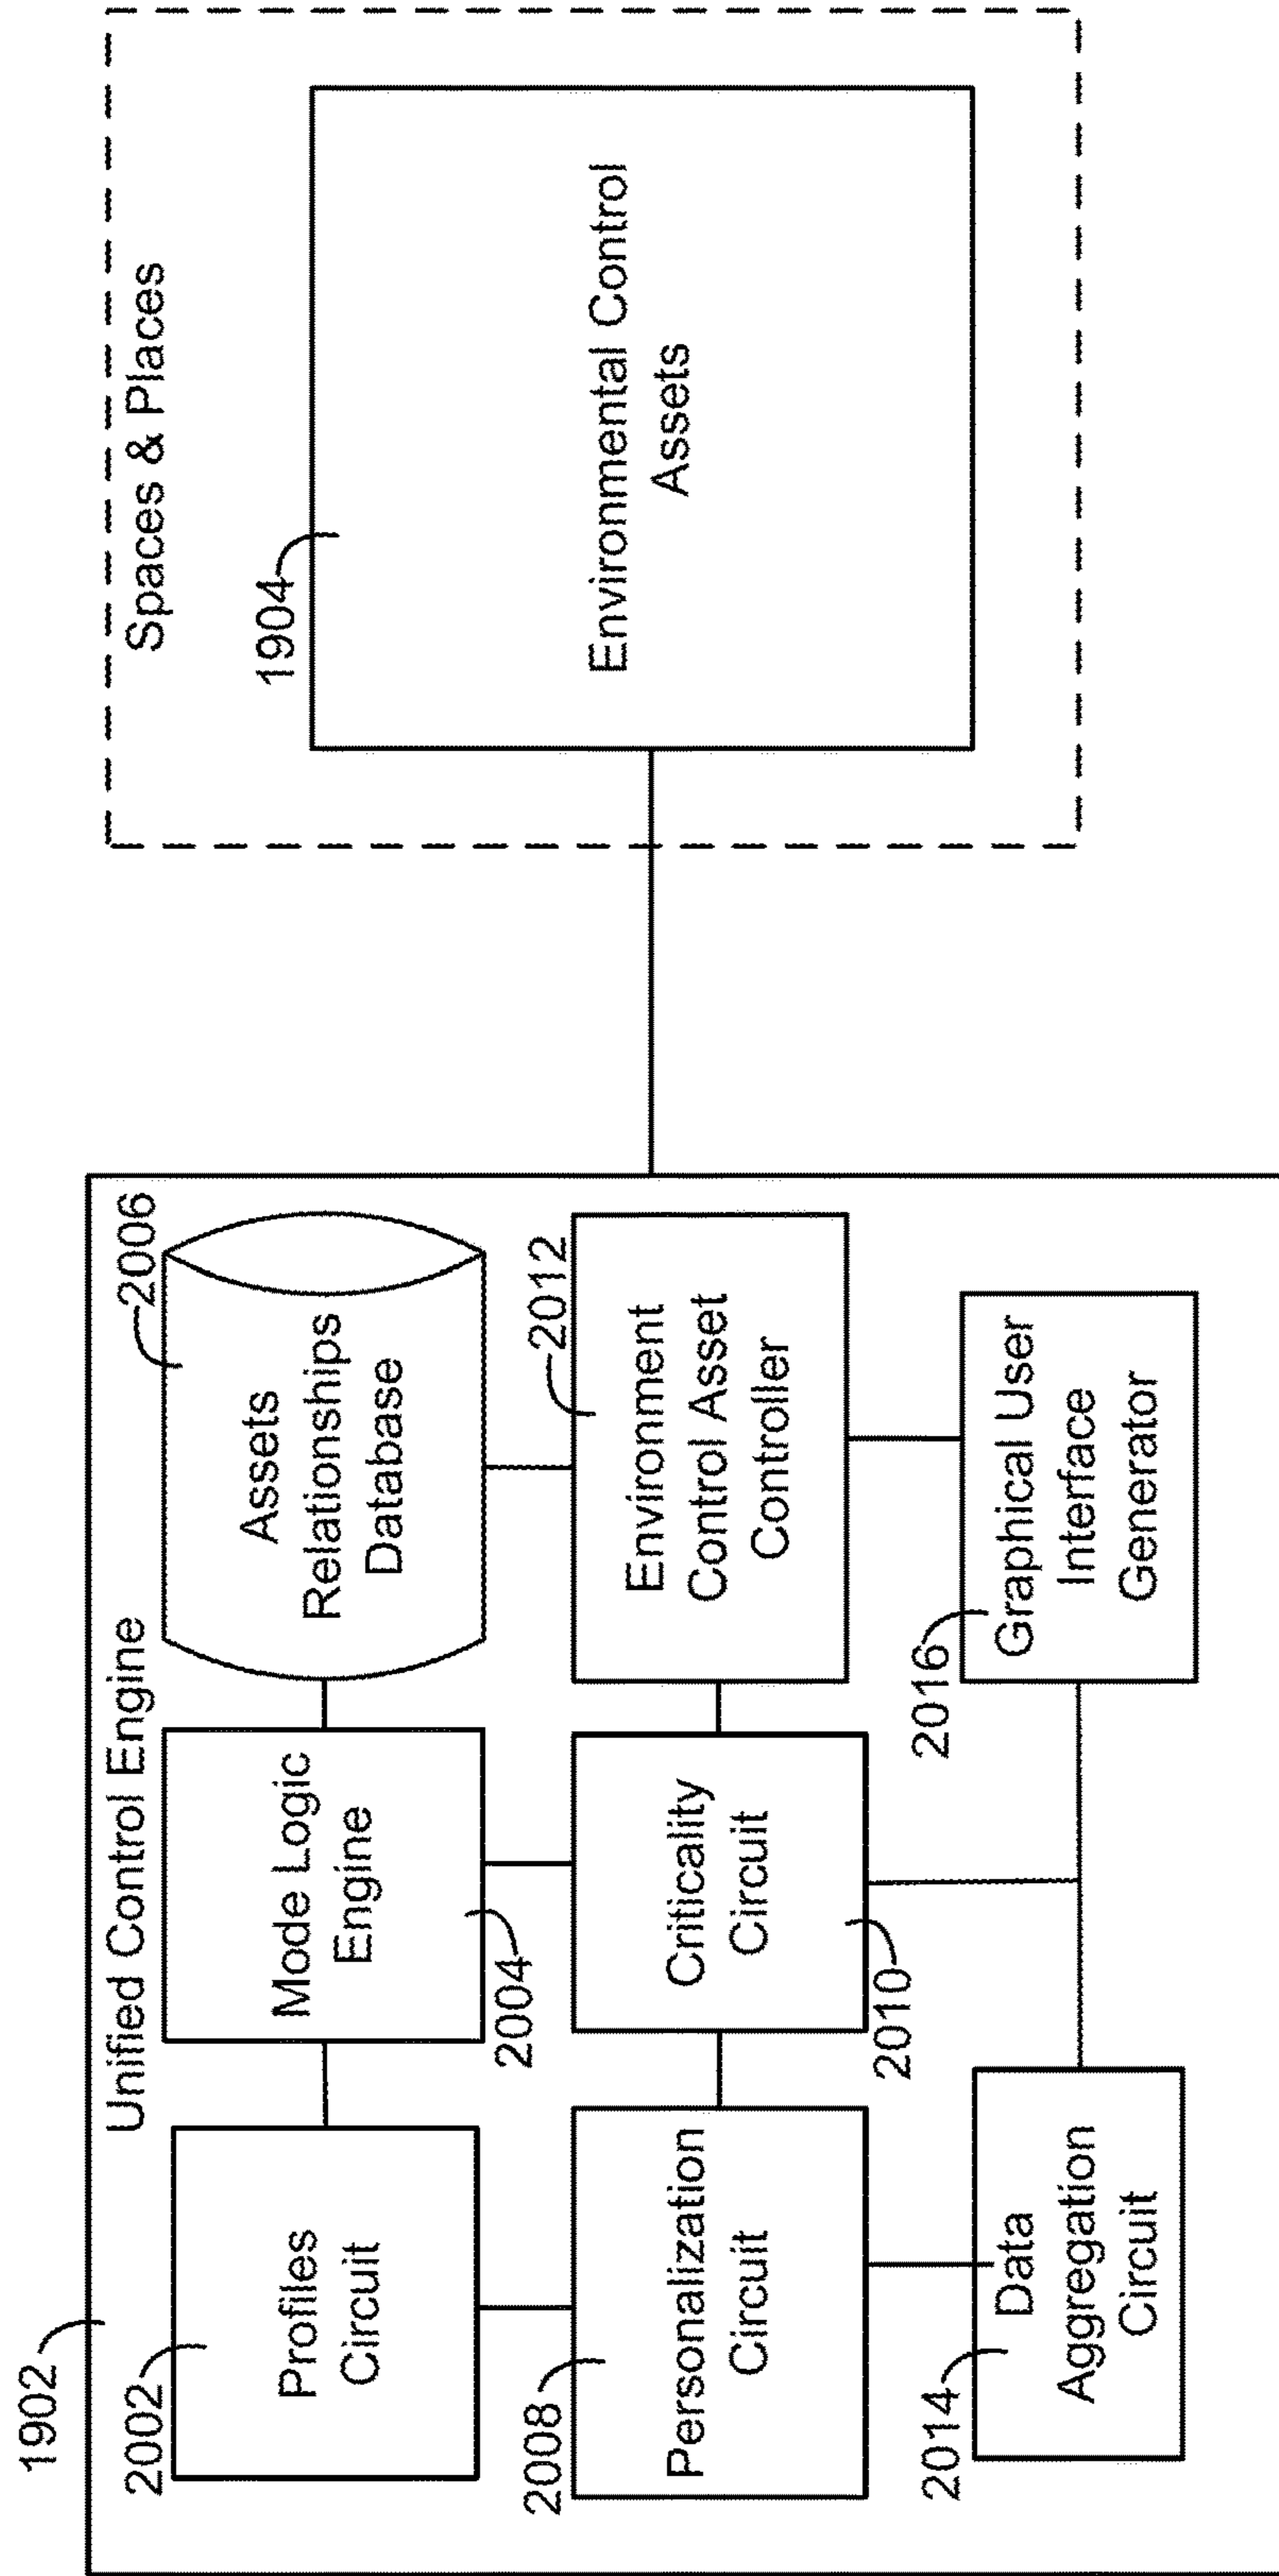 1902
Unified Control Engine
2002
Profiles
Circuit
Mode Logic
Engine
2004
Assets
Relationships
Database
2006
2008
Personalization
Circuit
Criticality
Circuit
2010
Environment
Control Asset
Controller
2012
2014
Data
Aggregation
Circuit
2016
Graphical User
Interface
Generator
Spaces & Places
1904
Environmental Control
Assets